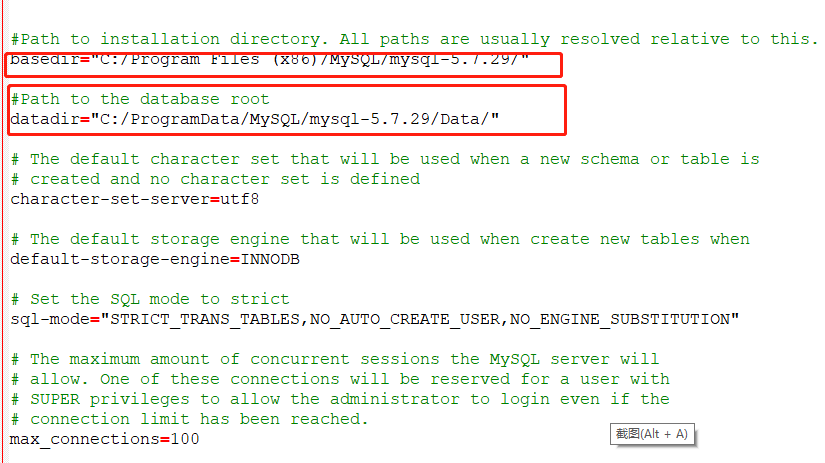 #Path to installation directory. All paths are usually resolved relative to this.
basedir="C:/Program Files (x86)/MySQL/mysql-5.7.29/"
#Path to the database root
datadir="C:/ProgramData/MySQL/mysql-5.7.29/Data/"
# The default character set that will be used when a new schema or table is
# created and no character set is defined
character-set-server=utf8
# The default storage engine that will be used when create new tables when
default-storage-engine=INNODB
# Set the SQL mode to strict
sql-mode="STRICT_TRANS_TABLES,NO_AUTO_CREATE_USER,NO_ENGINE_SUBSTITUTION"
# The maximum amount of concurrent sessions the MySQL server will
# allow. One of these connections will be reserved for a user with
# SUPER privileges to allow the administrator to login even if the
# connection limit has been reached.
max_connections=100
截图(Alt + A)